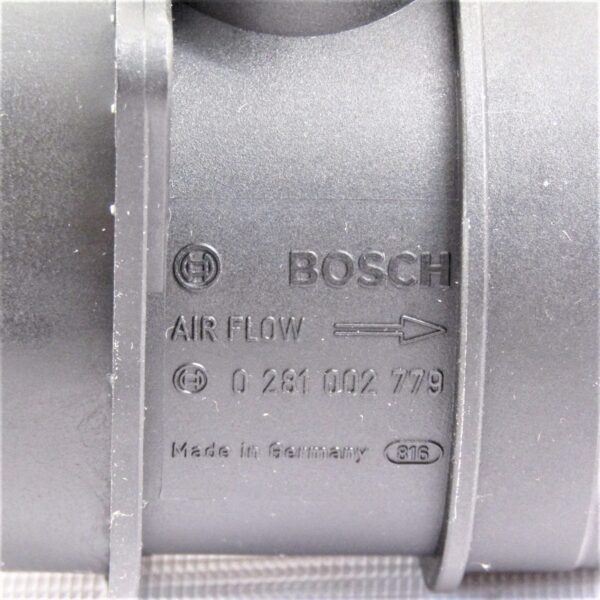 BOSCH
AIR FLOW
0 281 002 779
Made in Germany 816